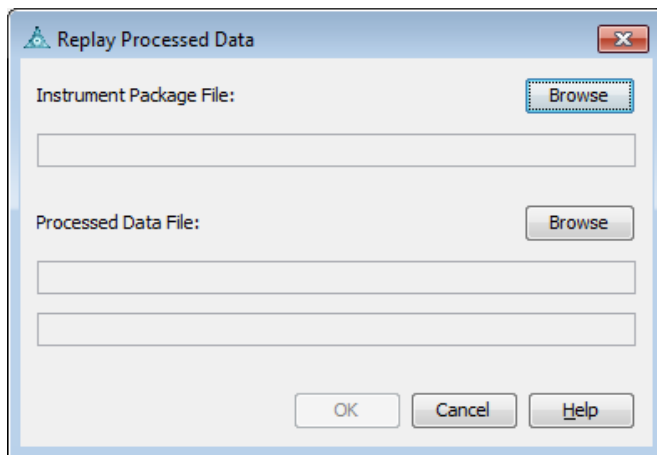 Replay Processed Data
Instrument Package File:
Browse
Processed Data File:
Browse
OK
Cancel
Help